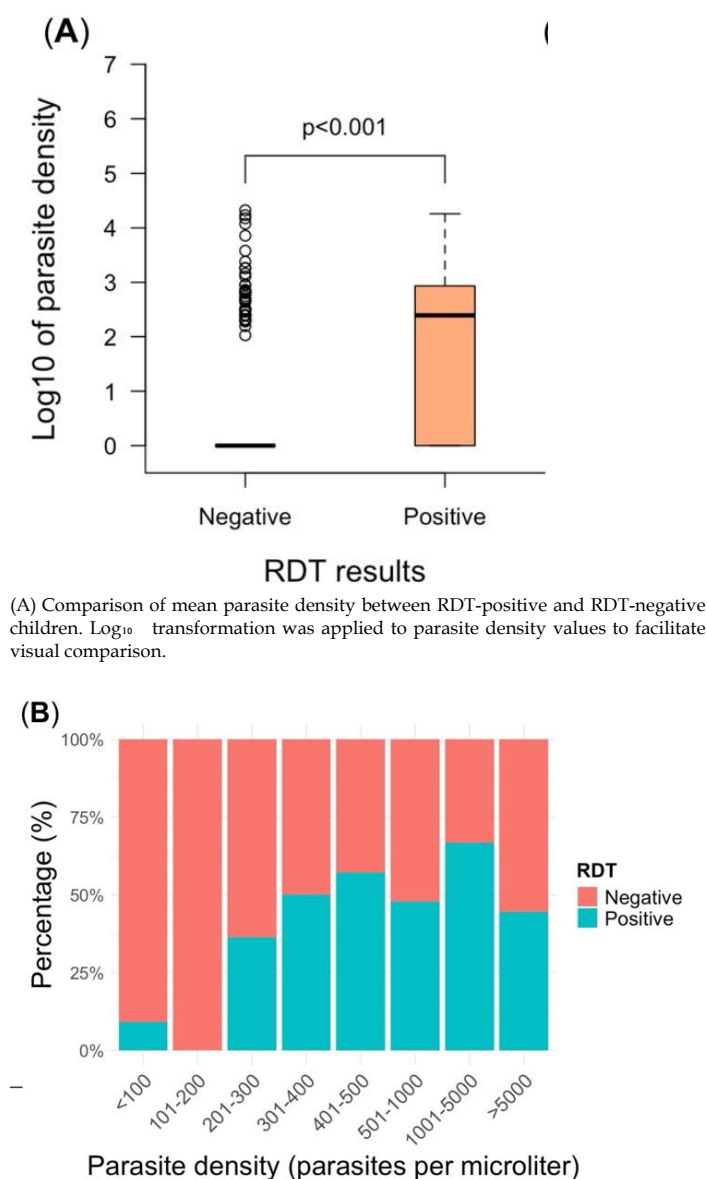 (A)
7
6
5
4
3
2
1
0
Log10 of parasite density
p<0.001
Negative Positive
RDT results
(A) Comparison of mean parasite density between RDT-positive and RDT-negative
children. Log₁₀ transformation was applied to parasite density values to facilitate
visual comparison.
(B)
100%
75%
50%
25%
0%
Percentage (%)
RDT
Negative
Positive
<100 101-200 201-300 301-400 401-500 501-1000 1001-5000 >5000
Parasite density (parasites per microliter)